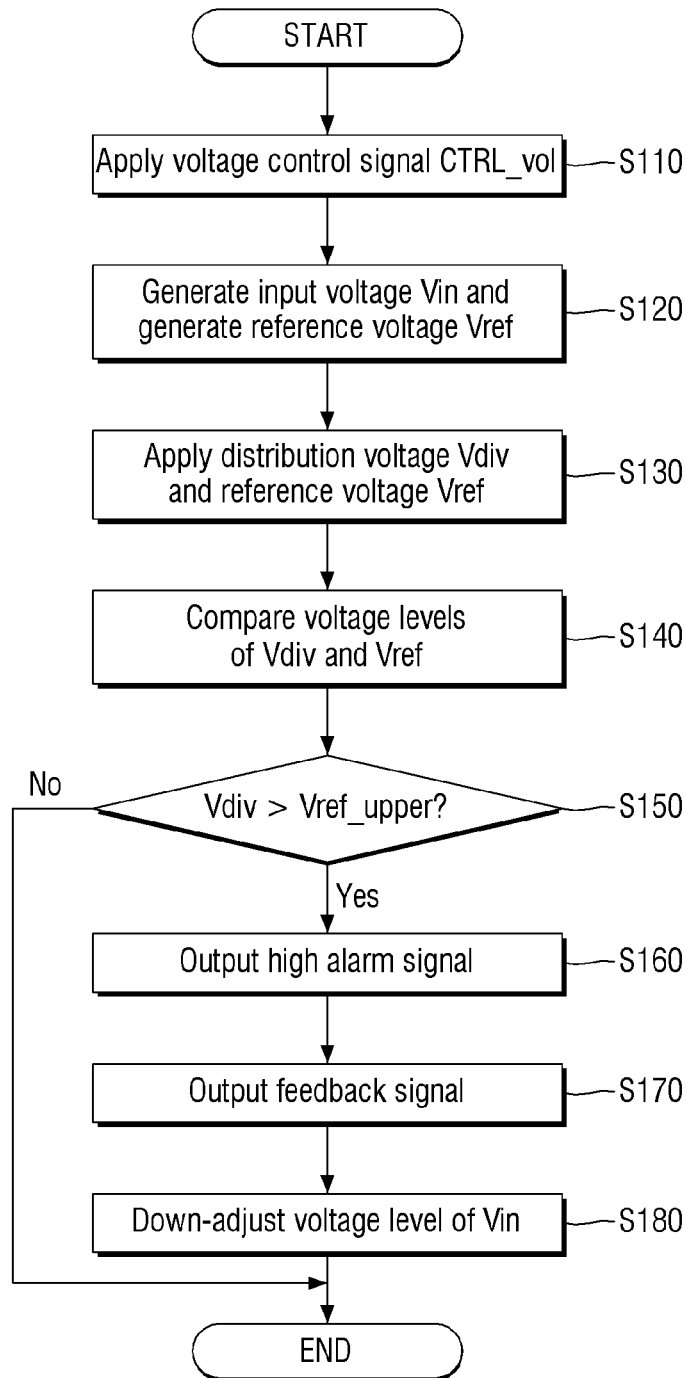 START
Apply voltage control signal CTRL_vol
S110
Generate input voltage Vin and
generate reference voltage Vref
S120
Apply distribution voltage Vdiv
and reference voltage Vref
S130
Compare voltage levels
of Vdiv and Vref
S140
No
Vdiv > Vref_upper?
S150
Yes
Output high alarm signal
S160
Output feedback signal
S170
Down-adjust voltage level of Vin
S180
END